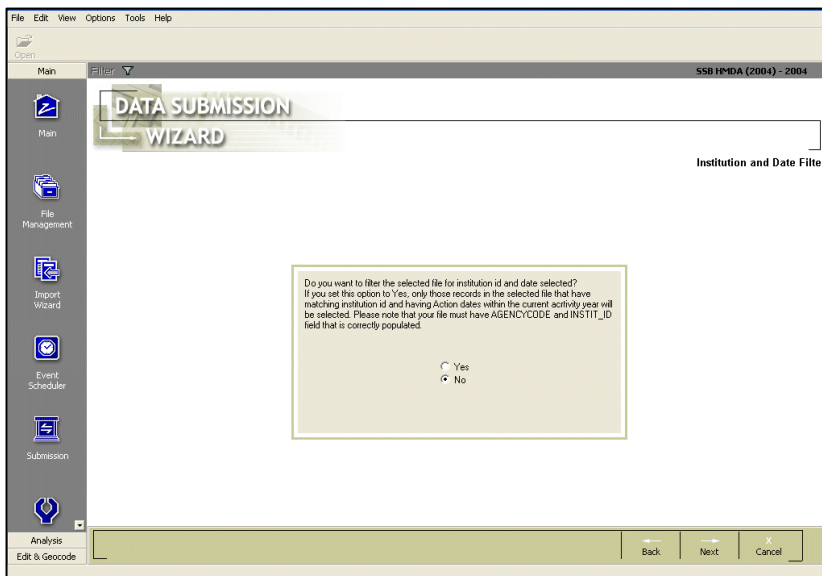 File Edit View Options Tools Help
Open
Main
Filter
SSB HMDA (2004) - 2004
DATA SUBMISSION
WIZARD
Institution and Date Filte
Main
File
Management
Import
Wizard
Event
Scheduler
Submission
Do you want to filter the selected file for institution id and date selected?
If you set this option to Yes, only those records in the selected file that have
matching institution id and having Action dates within the current activity year will
be selected. Please note that your file must have AGENCYCODE and INSTIT_ID
field that is correctly populated.
Yes
No
Analysis
Edit & Geocode
Back
Next
X
Cancel